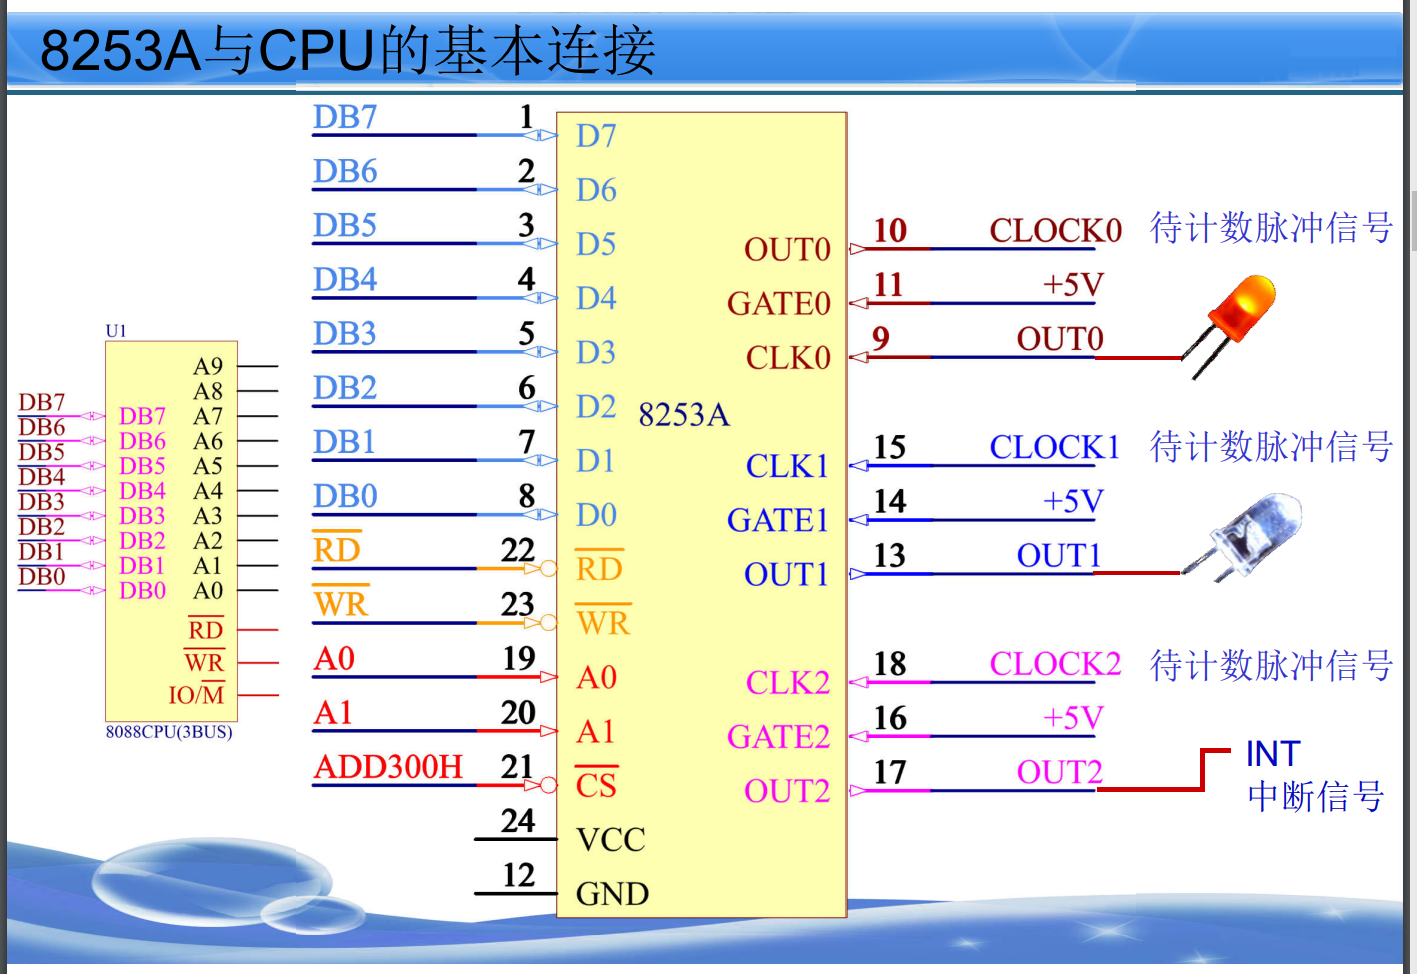 8253A与CPU的基本连接
U1
A9
A8
DB7 DB7 A7
DB6 DB6 A6
DB5 DB5 A5
DB4 DB4 A4
DB3 DB3 A3
DB2 DB2 A2
DB1 DB1 A1
DB0 DB0 A0
RD
WR
IO/M
8088CPU(3BUS)
DB7 1 D7
DB6 2 D6
DB5 3 D5
DB4 4 D4
DB3 5 D3
DB2 6 D2
DB1 7 D1
DB0 8 D0
RD 22 RD
WR 23 WR
A0 19 A0
A1 20 A1
ADD300H 21 CS
24 VCC
12 GND
8253A
OUT0 10 CLOCK0 待计数脉冲信号
GATE0 11 +5V
CLK0 9 OUT0
CLK1 15 CLOCK1 待计数脉冲信号
GATE1 14 +5V
OUT1 13 OUT1
CLK2 18 CLOCK2 待计数脉冲信号
GATE2 16 +5V
OUT2 17 OUT2
INT
中断信号